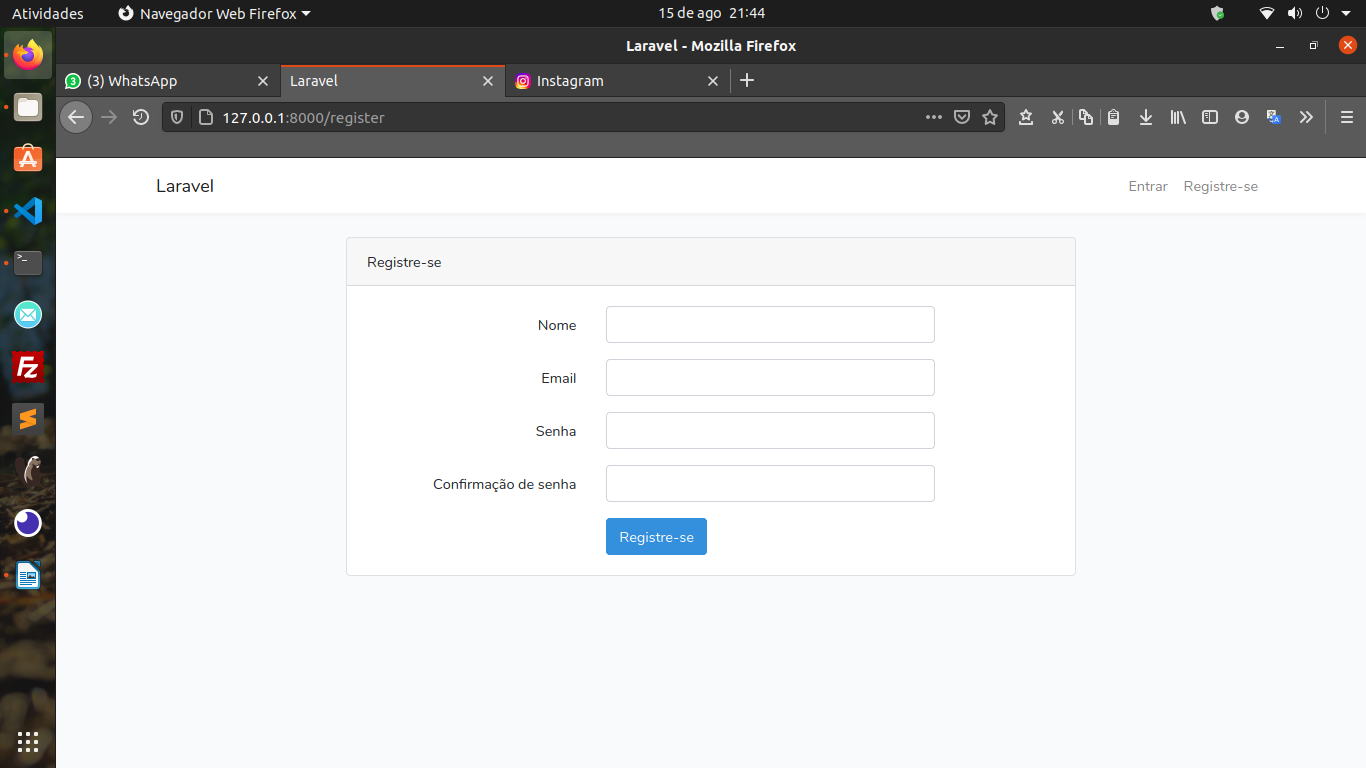 Atividades Navegador Web Firefox 15 de ago 21:44
Laravel - Mozilla Firefox
3 (3) WhatsApp Laravel Instagram
127.0.0.1:8000/register
Laravel Entrar Registre-se
Registre-se
Nome
Email
Senha
Confirmação de senha
Registre-se